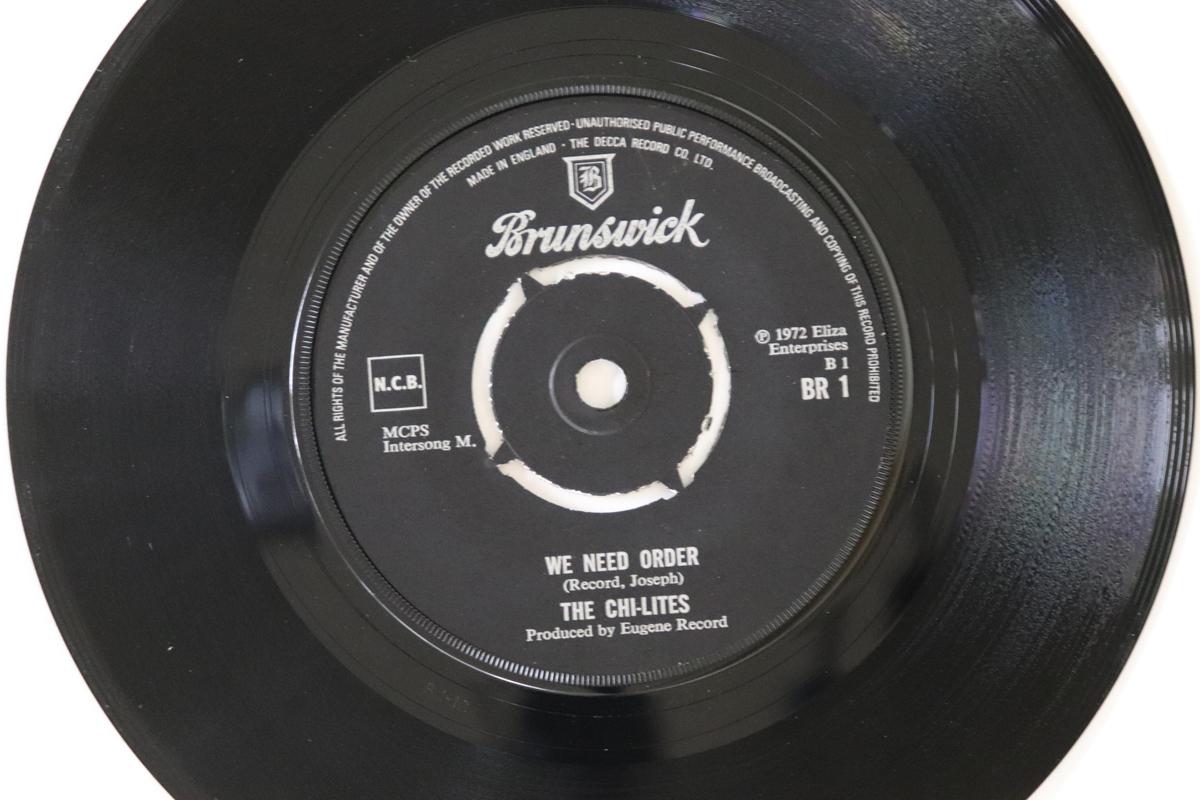 ALL RIGHTS OF THE MANUFACTURER AND OF THE OWNER OF THE RECORDED WORK RESERVED · UNAUTHORISED PUBLIC PERFORMANCE BROADCASTING AND COPYING OF THIS RECORD PROHIBITED
MADE IN ENGLAND · THE DECCA RECORD CO. LTD.
B
Brunswick
℗ 1972 Eliza
Enterprises
B 1
BR 1
N.C.B.
MCPS
Intersong M.
WE NEED ORDER
(Record, Joseph)
THE CHI-LITES
Produced by Eugene Record